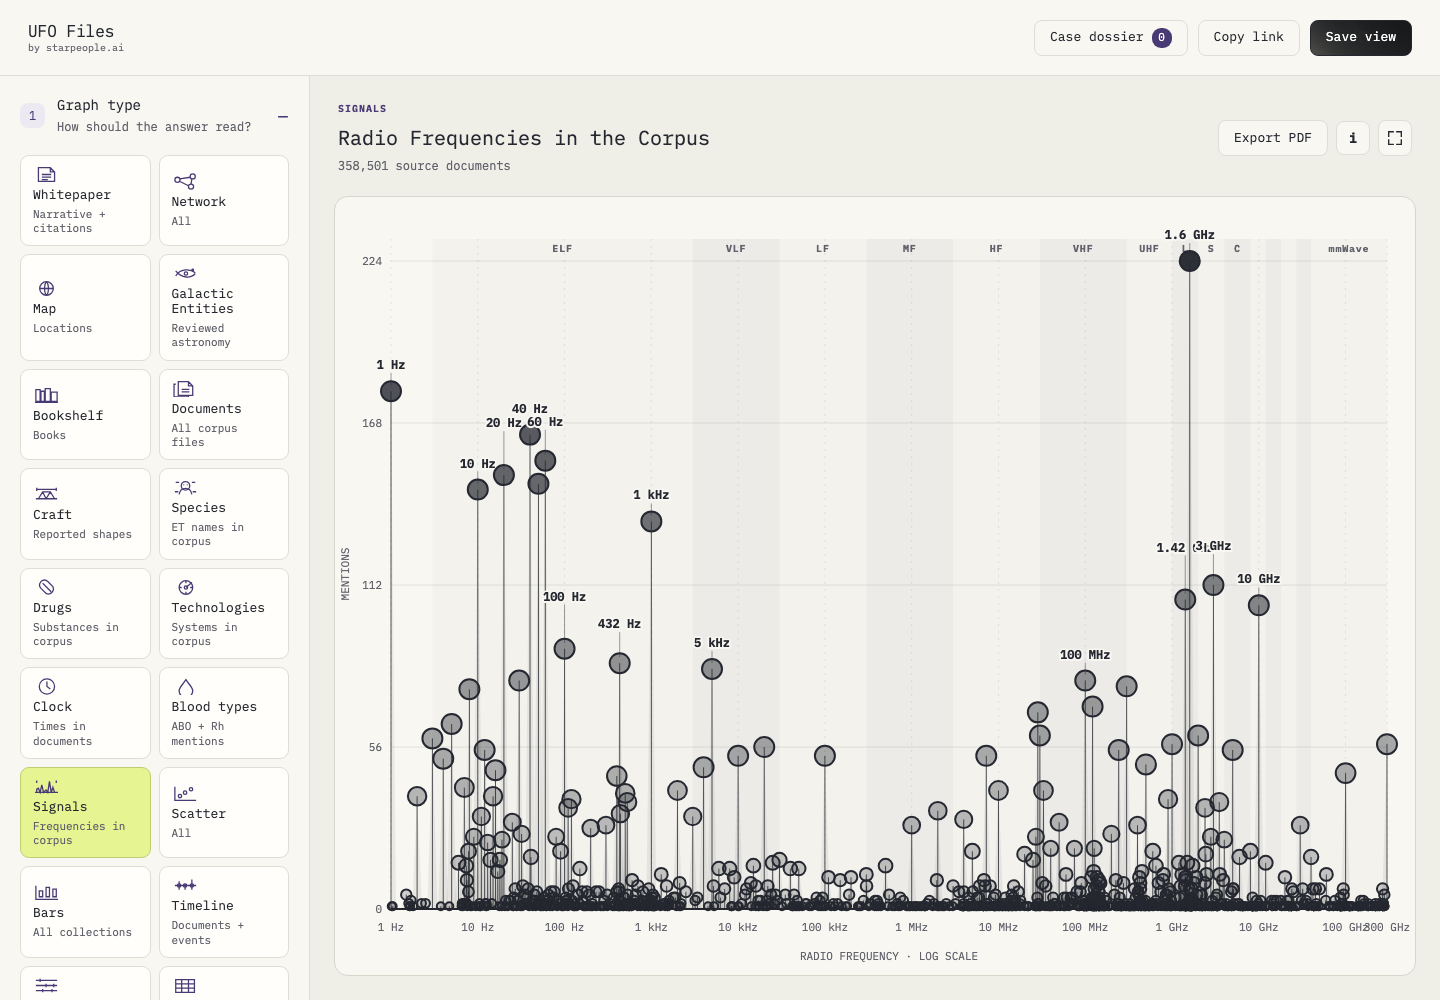 UFO Files
by starpeople.ai
Case dossier 0
Copy link
Save view
1
Graph type
How should the answer read?
Whitepaper
Narrative +
citations
Network
All
Map
Locations
Galactic
Entities
Reviewed
astronomy
Bookshelf
Books
Documents
All corpus
files
Craft
Reported shapes
Species
ET names in
corpus
Drugs
Substances in
corpus
Technologies
Systems in
corpus
Clock
Times in
documents
Blood types
ABO + Rh
mentions
Signals
Frequencies in
corpus
Scatter
All
Bars
All collections
Timeline
Documents +
events
SIGNALS
Radio Frequencies in the Corpus
358,501 source documents
Export PDF
i
1.6 GHz
ELF VLF LF MF HF VHF UHF L S C mmWave
224
1 Hz
40 Hz
20 Hz 60 Hz
168
10 Hz
1 kHz
1.42 3 GHz
10 GHz
112
100 Hz
432 Hz
5 kHz
100 MHz
56
0
MENTIONS
1 Hz 10 Hz 100 Hz 1 kHz 10 kHz 100 kHz 1 MHz 10 MHz 100 MHz 1 GHz 10 GHz 100 GHz 300 GHz
RADIO FREQUENCY · LOG SCALE